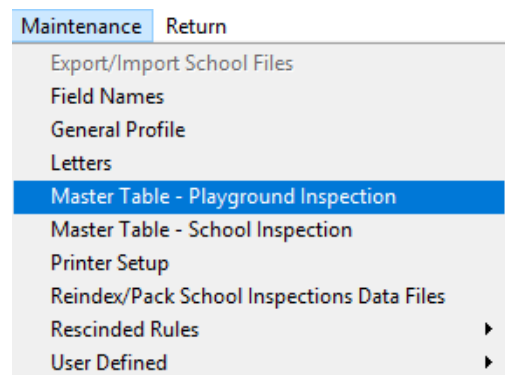 Maintenance Return
Export/Import School Files
Field Names
General Profile
Letters
Master Table - Playground Inspection
Master Table - School Inspection
Printer Setup
Reindex/Pack School Inspections Data Files
Rescinded Rules
User Defined